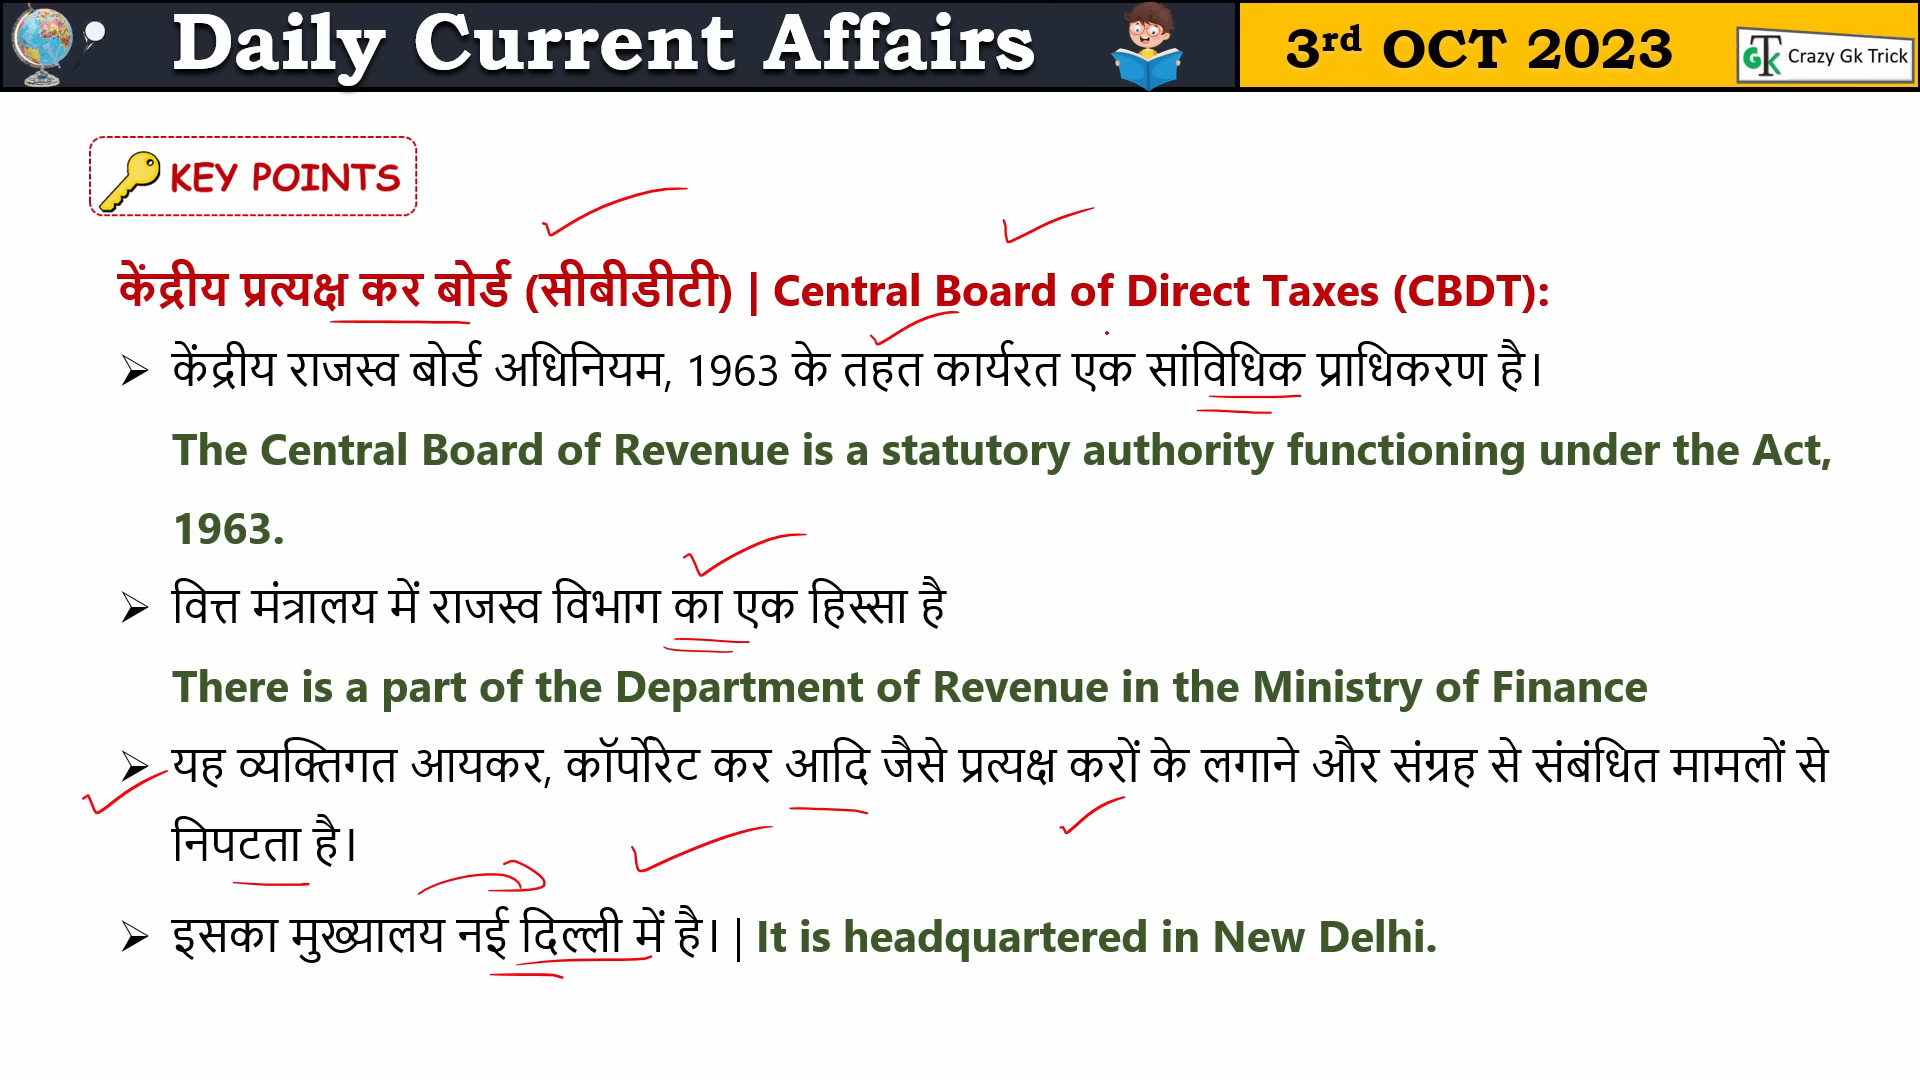 Daily Current Affairs
3rd OCT 2023
GTK Crazy Gk Trick
KEY POINTS
केंद्रीय प्रत्यक्ष कर बोर्ड (सीबीडीटी) | Central Board of Direct Taxes (CBDT):
केंद्रीय राजस्व बोर्ड अधिनियम, 1963 के तहत कार्यरत एक सांविधिक प्राधिकरण है।
The Central Board of Revenue is a statutory authority functioning under the Act,
1963.
वित्त मंत्रालय में राजस्व विभाग का एक हिस्सा है
There is a part of the Department of Revenue in the Ministry of Finance
यह व्यक्तिगत आयकर, कॉर्पोरेट कर आदि जैसे प्रत्यक्ष करों के लगाने और संग्रह से संबंधित मामलों से
निपटता है।
इसका मुख्यालय नई दिल्ली में है। | It is headquartered in New Delhi.